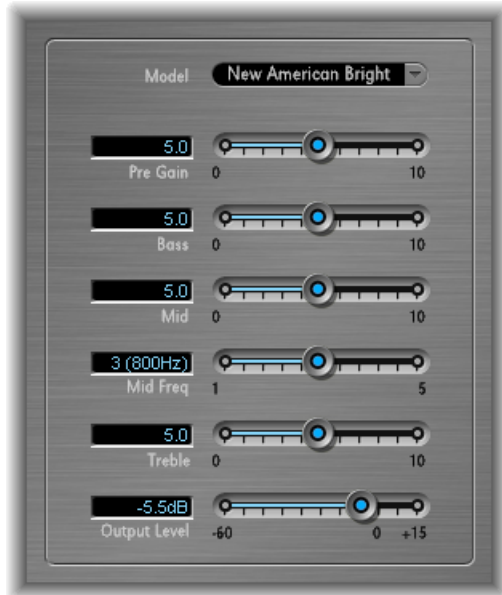 Model New American Bright
5.0
Pre Gain 0 10
5.0
Bass 0 10
5.0
Mid 0 10
3 (800Hz)
Mid Freq 1 5
5.0
Treble 0 10
-5.5dB
Output Level -60 0 +15